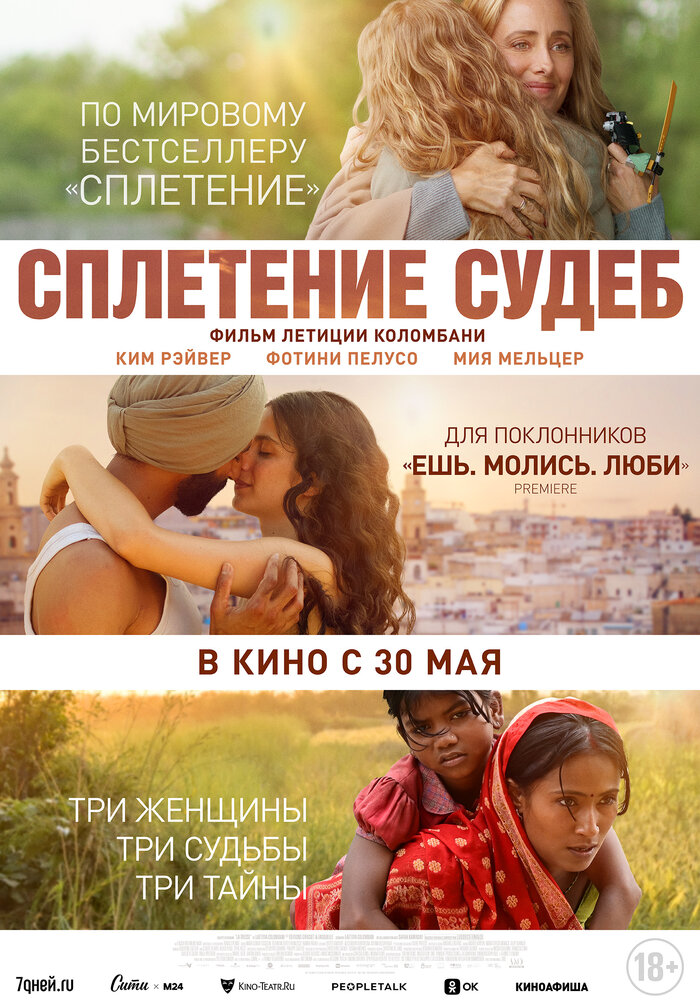 ПО МИРОВОМУ
БЕСТСЕЛЛЕРУ
«СПЛЕТЕНИЕ»
СПЛЕТЕНИЕ СУДЕБ
ФИЛЬМ ЛЕТИЦИИ КОЛОМБАНИ
КИМ РЭЙВЕР ФОТИНИ ПЕЛУСО МИЯ МЕЛЬЦЕР
ДЛЯ ПОКЛОННИКОВ
«ЕШЬ. МОЛИСЬ. ЛЮБИ»
PREMIERE
В КИНО С 30 МАЯ
ТРИ ЖЕНЩИНЫ
ТРИ СУДЬБЫ
ТРИ ТАЙНЫ
7дней.ru Сити × М24 KINO-TEATR.RU PEOPLETALK OK КИНОАФИША 18+